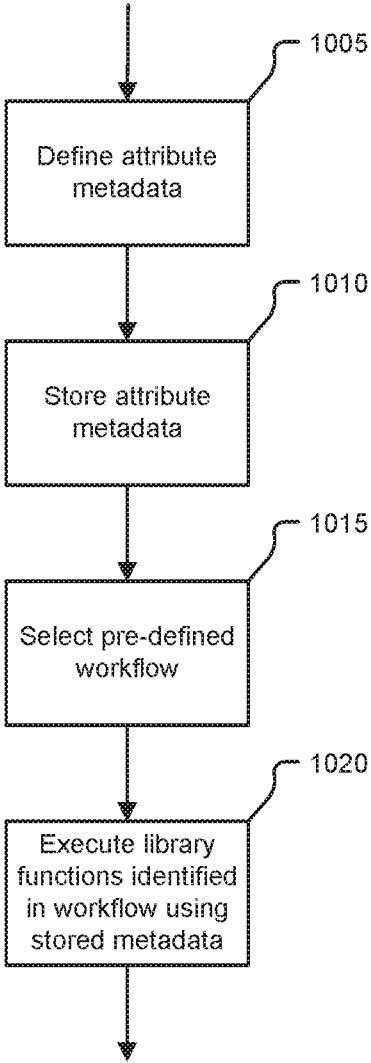 1005
Define attribute
metadata
1010
Store attribute
metadata
1015
Select pre-defined
workflow
1020
Execute library
functions identified
in workflow using
stored metadata